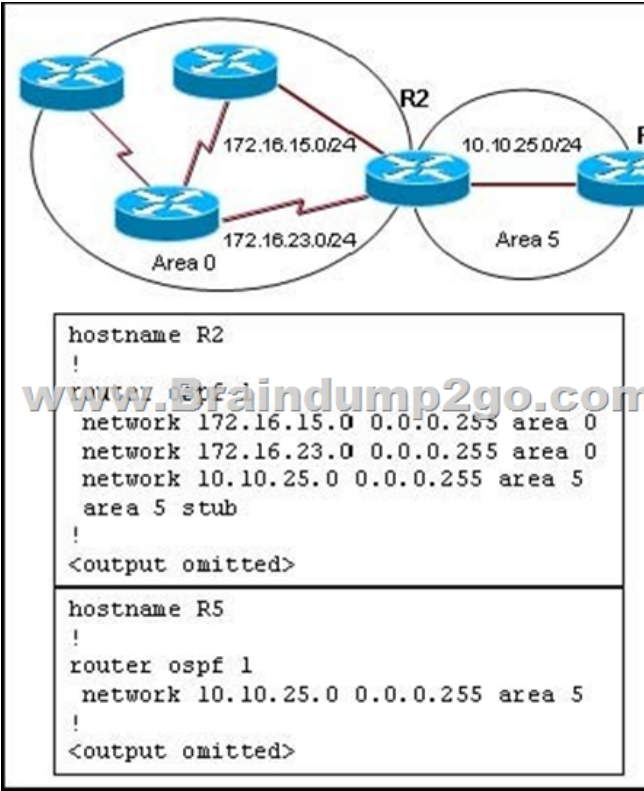 R2
172.16.15.0/24
10.10.25.0/24
172.16.23.0/24
Area 5
Area 0
hostname R2
!
router ospf 1
network 172.16.15.0 0.0.0.255 area 0
network 172.16.23.0 0.0.0.255 area 0
network 10.10.25.0 0.0.0.255 area 5
area 5 stub
!
<output omitted>
hostname R5
!
router ospf 1
network 10.10.25.0 0.0.0.255 area 5
!
<output omitted>
www.Braindump2go.com